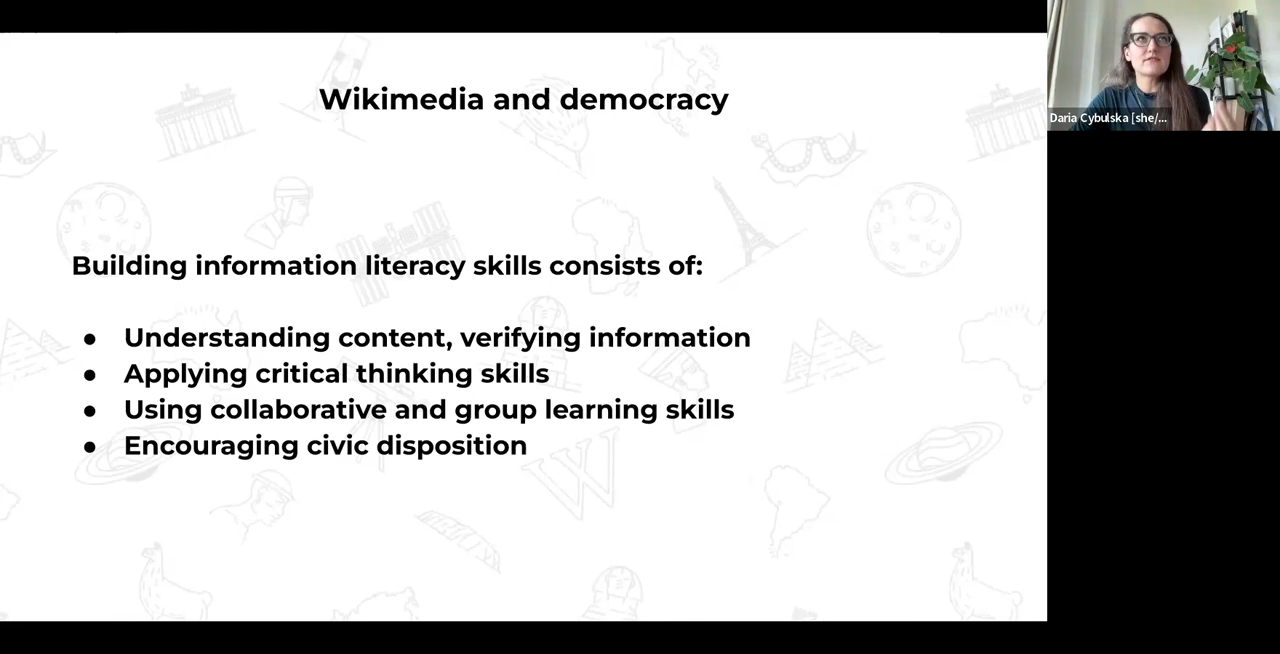 Wikimedia and democracy
Daria Cybulska [she/...
Building information literacy skills consists of:
● Understanding content, verifying information
● Applying critical thinking skills
● Using collaborative and group learning skills
● Encouraging civic disposition
W